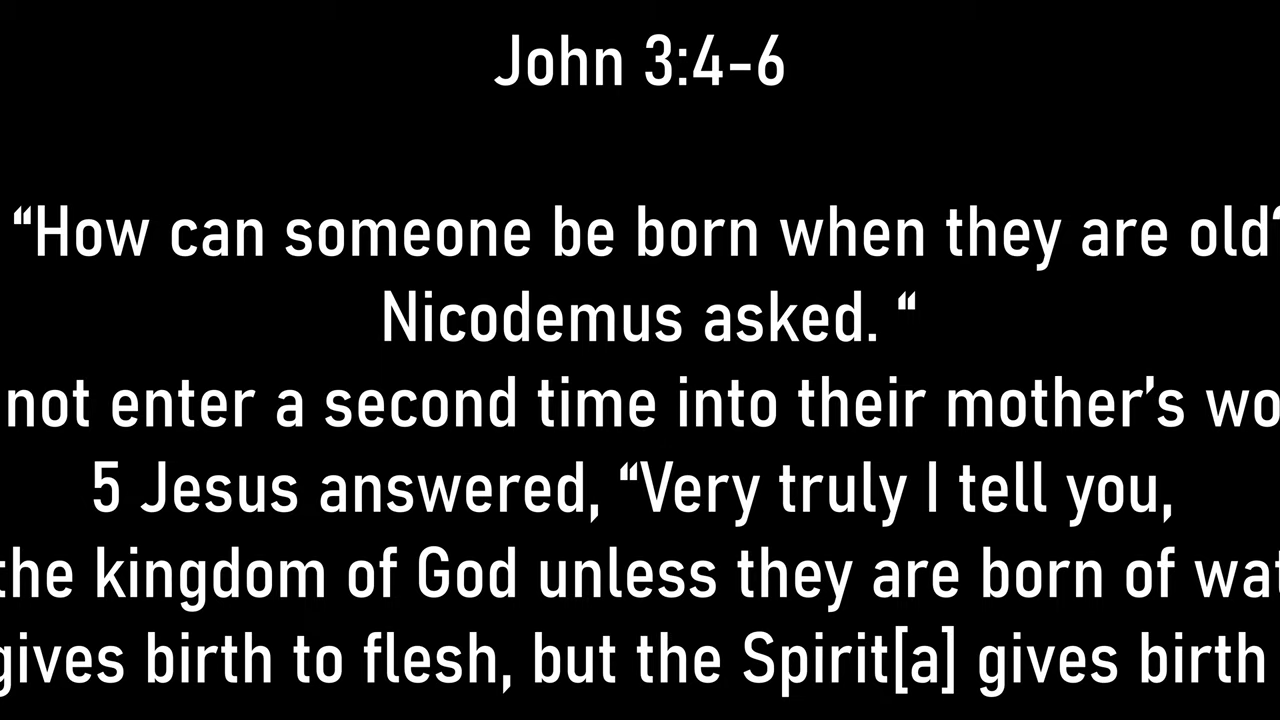 John 3:4-6
“How can someone be born when they are old?
Nicodemus asked. “
not enter a second time into their mother’s wo
5 Jesus answered, “Very truly I tell you,
the kingdom of God unless they are born of wat
gives birth to flesh, but the Spirit[a] gives birth